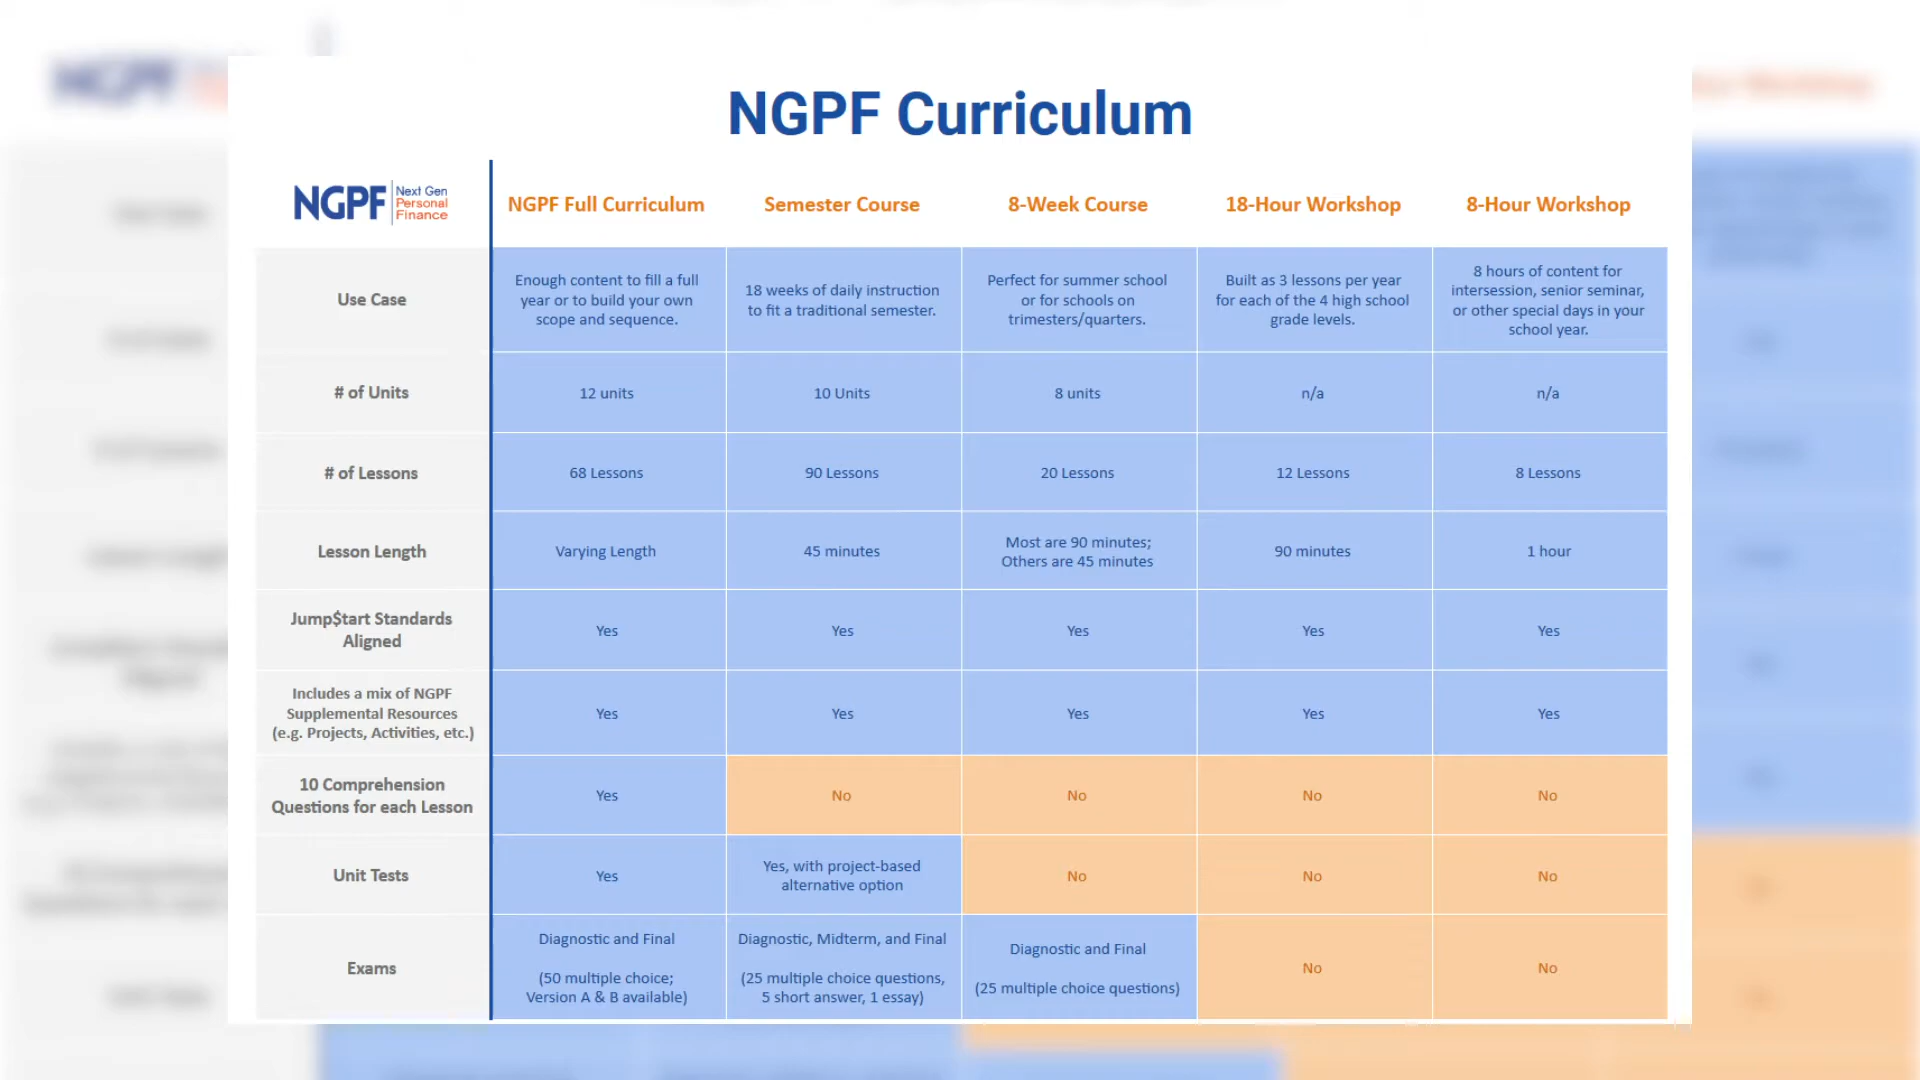 NGPF Curriculum
NGPF
Next Gen
Personal
Finance
NGPF Full Curriculum
Semester Course
8-Week Course
18-Hour Workshop
8-Hour Workshop
Use Case
Enough content to fill a full
year or to build your own
scope and sequence.
18 weeks of daily instruction
to fit a traditional semester.
Perfect for summer school
or for schools on
trimesters/quarters.
Built as 3 lessons per year
for each of the 4 high school
grade levels.
8 hours of content for
intersession, senior seminar,
or other special days in your
school year.
# of Units
12 units
10 Units
8 units
n/a
n/a
# of Lessons
68 Lessons
90 Lessons
20 Lessons
12 Lessons
8 Lessons
Lesson Length
Varying Length
45 minutes
Most are 90 minutes;
Others are 45 minutes
90 minutes
1 hour
Jump$tart Standards
Aligned
Yes
Yes
Yes
Yes
Yes
Includes a mix of NGPF
Supplemental Resources
(e.g. Projects, Activities, etc.)
Yes
Yes
Yes
Yes
Yes
10 Comprehension
Questions for each Lesson
Yes
No
No
No
No
Unit Tests
Yes
Yes, with project-based
alternative option
No
No
No
Exams
Diagnostic and Final
(50 multiple choice;
Version A & B available)
Diagnostic, Midterm, and Final
(25 multiple choice questions,
5 short answer, 1 essay)
Diagnostic and Final
(25 multiple choice questions)
No
No